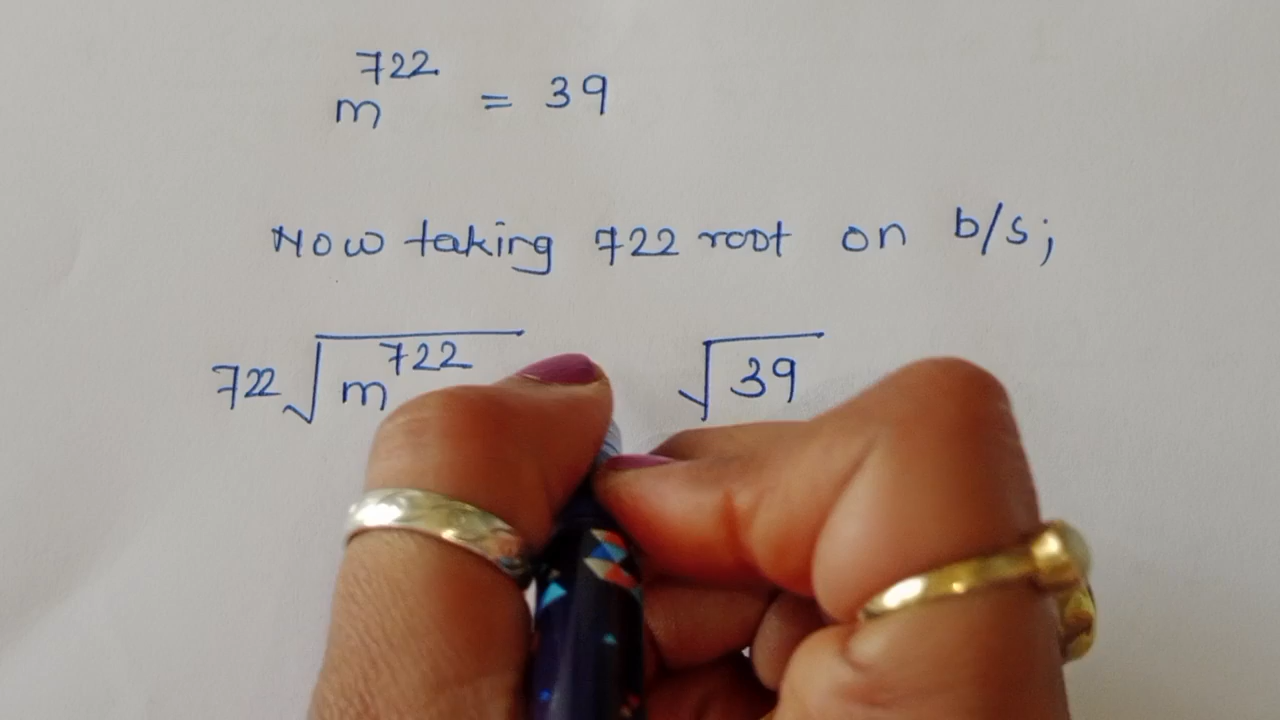 m^722 = 39
Now taking 722 root on b/s;
722√m^722 √39